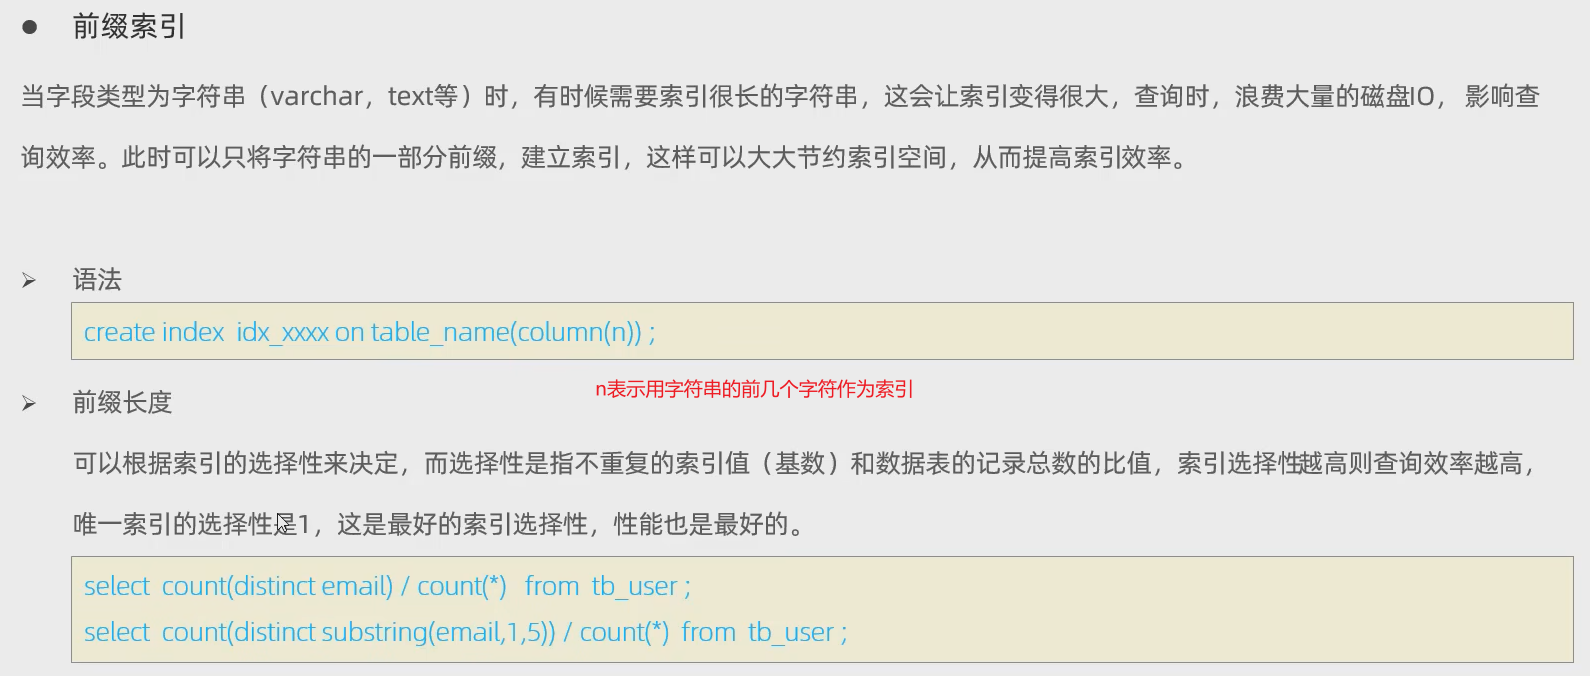 前缀索引
当字段类型为字符串（varchar，text等）时，有时候需要索引很长的字符串，这会让索引变得很大，查询时，浪费大量的磁盘IO， 影响查
询效率。此时可以只将字符串的一部分前缀，建立索引，这样可以大大节约索引空间，从而提高索引效率。
语法
create index idx_xxxx on table_name(column(n)) ;
n表示用字符串的前几个字符作为索引
前缀长度
可以根据索引的选择性来决定，而选择性是指不重复的索引值（基数）和数据表的记录总数的比值，索引选择性越高则查询效率越高，
唯一索引的选择性是1，这是最好的索引选择性，性能也是最好的。
select count(distinct email) / count(*) from tb_user ;
select count(distinct substring(email,1,5)) / count(*) from tb_user ;